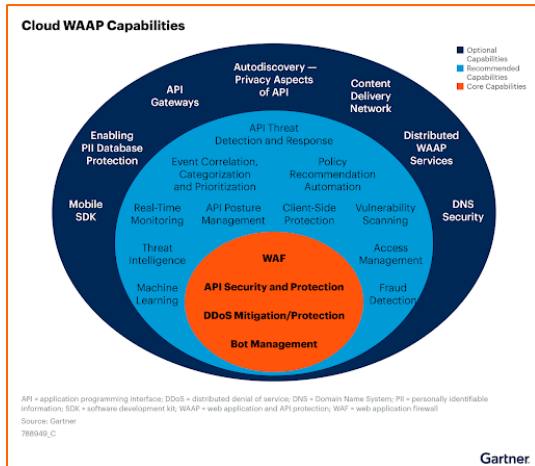 Cloud WAAP Capabilities
Optional
Capabilities
Recommended
Capabilities
Core Capabilities
Autodiscovery —
Privacy Aspects
of API
API
Gateways
Content
Delivery
Network
Enabling
PII Database
Protection
Distributed
WAAP
Services
Mobile
SDK
DNS
Security
API Threat
Detection and Response
Event Correlation,
Categorization
and Prioritization
Policy
Recommendation
Automation
Real-Time
Monitoring
API Posture
Management
Client-Side
Protection
Vulnerability
Scanning
Threat
Intelligence
Access
Management
Machine
Learning
Fraud
Detection
WAF
API Security and Protection
DDoS Mitigation/Protection
Bot Management
API = application programming interface; DDoS = distributed denial of service; DNS = Domain Name System; PII = personally identifiable
information; SDK = software development kit; WAAP = web application and API protection; WAF = web application firewall
Source: Gartner
788949_C
Gartner